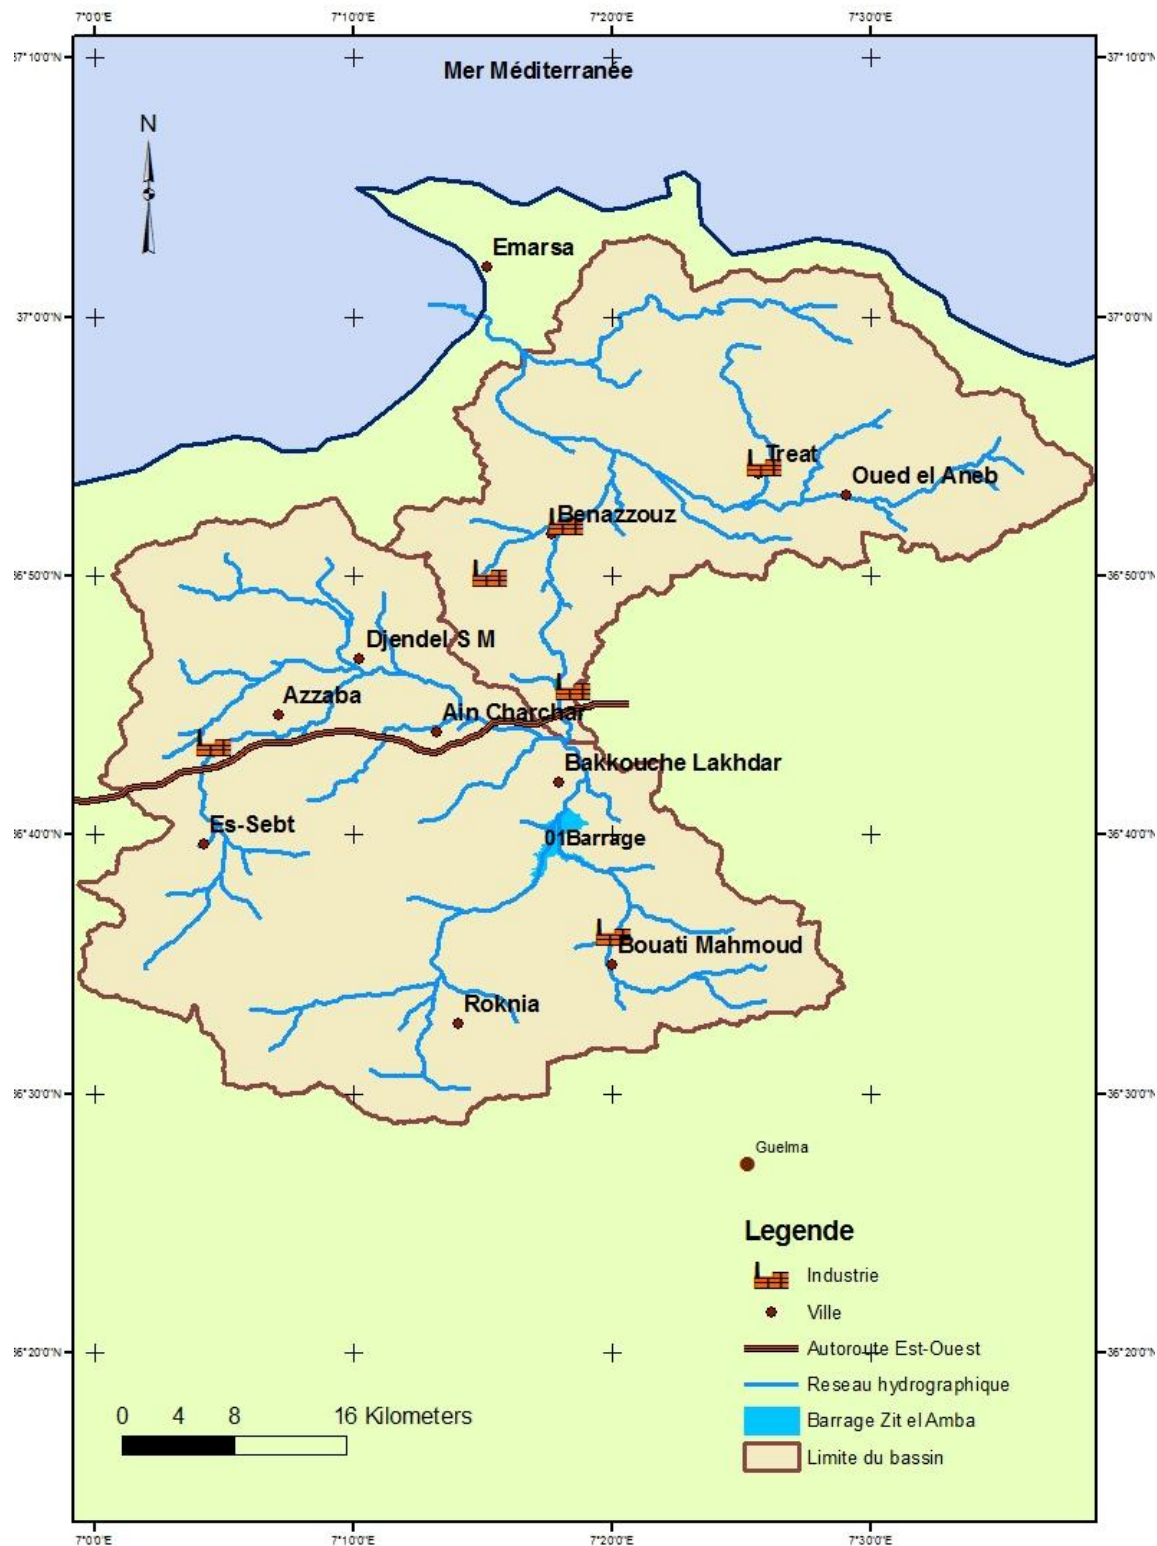 7°0'0"E 7°10'0"E 7°20'0"E 7°30'0"E
37°10'0"N 37°10'0"N
Mer Méditerranée
N
Emarsa
37°0'0"N 37°0'0"N
Treat
Oued el Aneb
Benazzouz
36°50'0"N 36°50'0"N
Djendel S M
Azzaba
Ain Charchar
Bakkouche Lakhdar
Es-Sebt
36°40'0"N 36°40'0"N
01Barrage
Bouati Mahmoud
Roknia
36°30'0"N 36°30'0"N
Guelma
Legende
Industrie
Ville
36°20'0"N Autoroute Est-Ouest 36°20'0"N
Reseau hydrographique
0 4 8 16 Kilometers
Barrage Zit el Amba
Limite du bassin
7°0'0"E 7°10'0"E 7°20'0"E 7°30'0"E